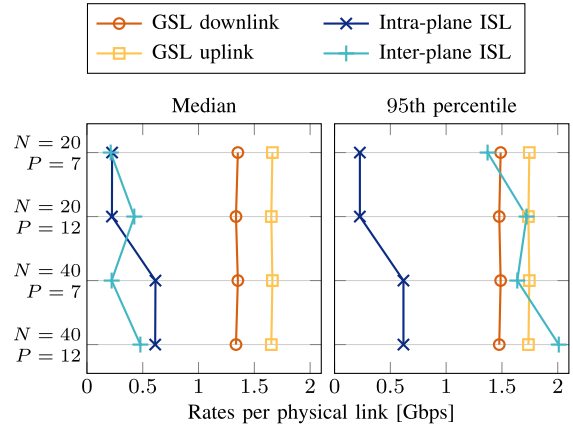 GSL downlink Intra-plane ISL
GSL uplink Inter-plane ISL
Median 95th percentile
N = 20
P = 7
N = 20
P = 12
N = 40
P = 7
N = 40
P = 12
0 0.5 1 1.5 2 0 0.5 1 1.5 2
Rates per physical link [Gbps]